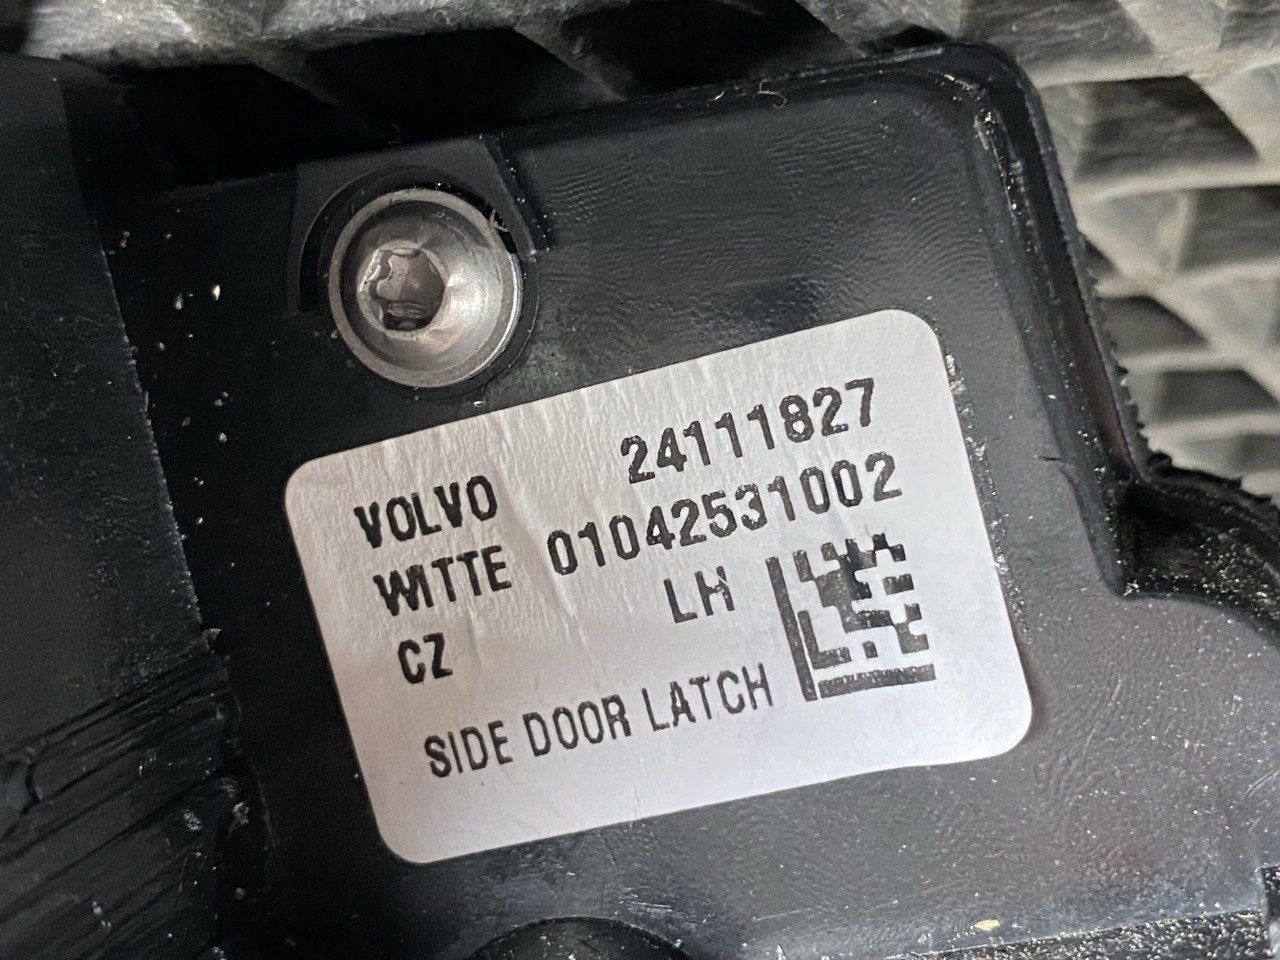 VOLVO 24111827
WITTE 01042531002
CZ LH
SIDE DOOR LATCH